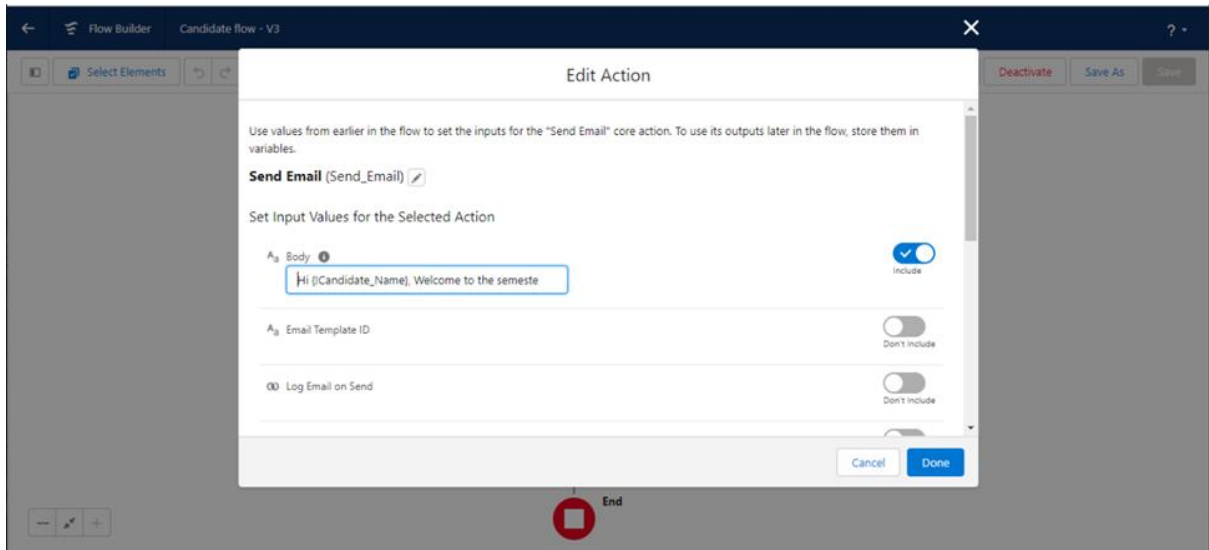 Flow Builder Candidate flow - V3 ?
Select Elements Deactivate Save As Save
Edit Action
Use values from earlier in the flow to set the inputs for the "Send Email" core action. To use its outputs later in the flow, store them in
variables.
Send Email (Send_Email)
Set Input Values for the Selected Action
Aa Body
Hi {!Candidate_Name}, Welcome to the semeste
Include
Aa Email Template ID
Don't Include
Log Email on Send
Don't Include
Cancel Done
End